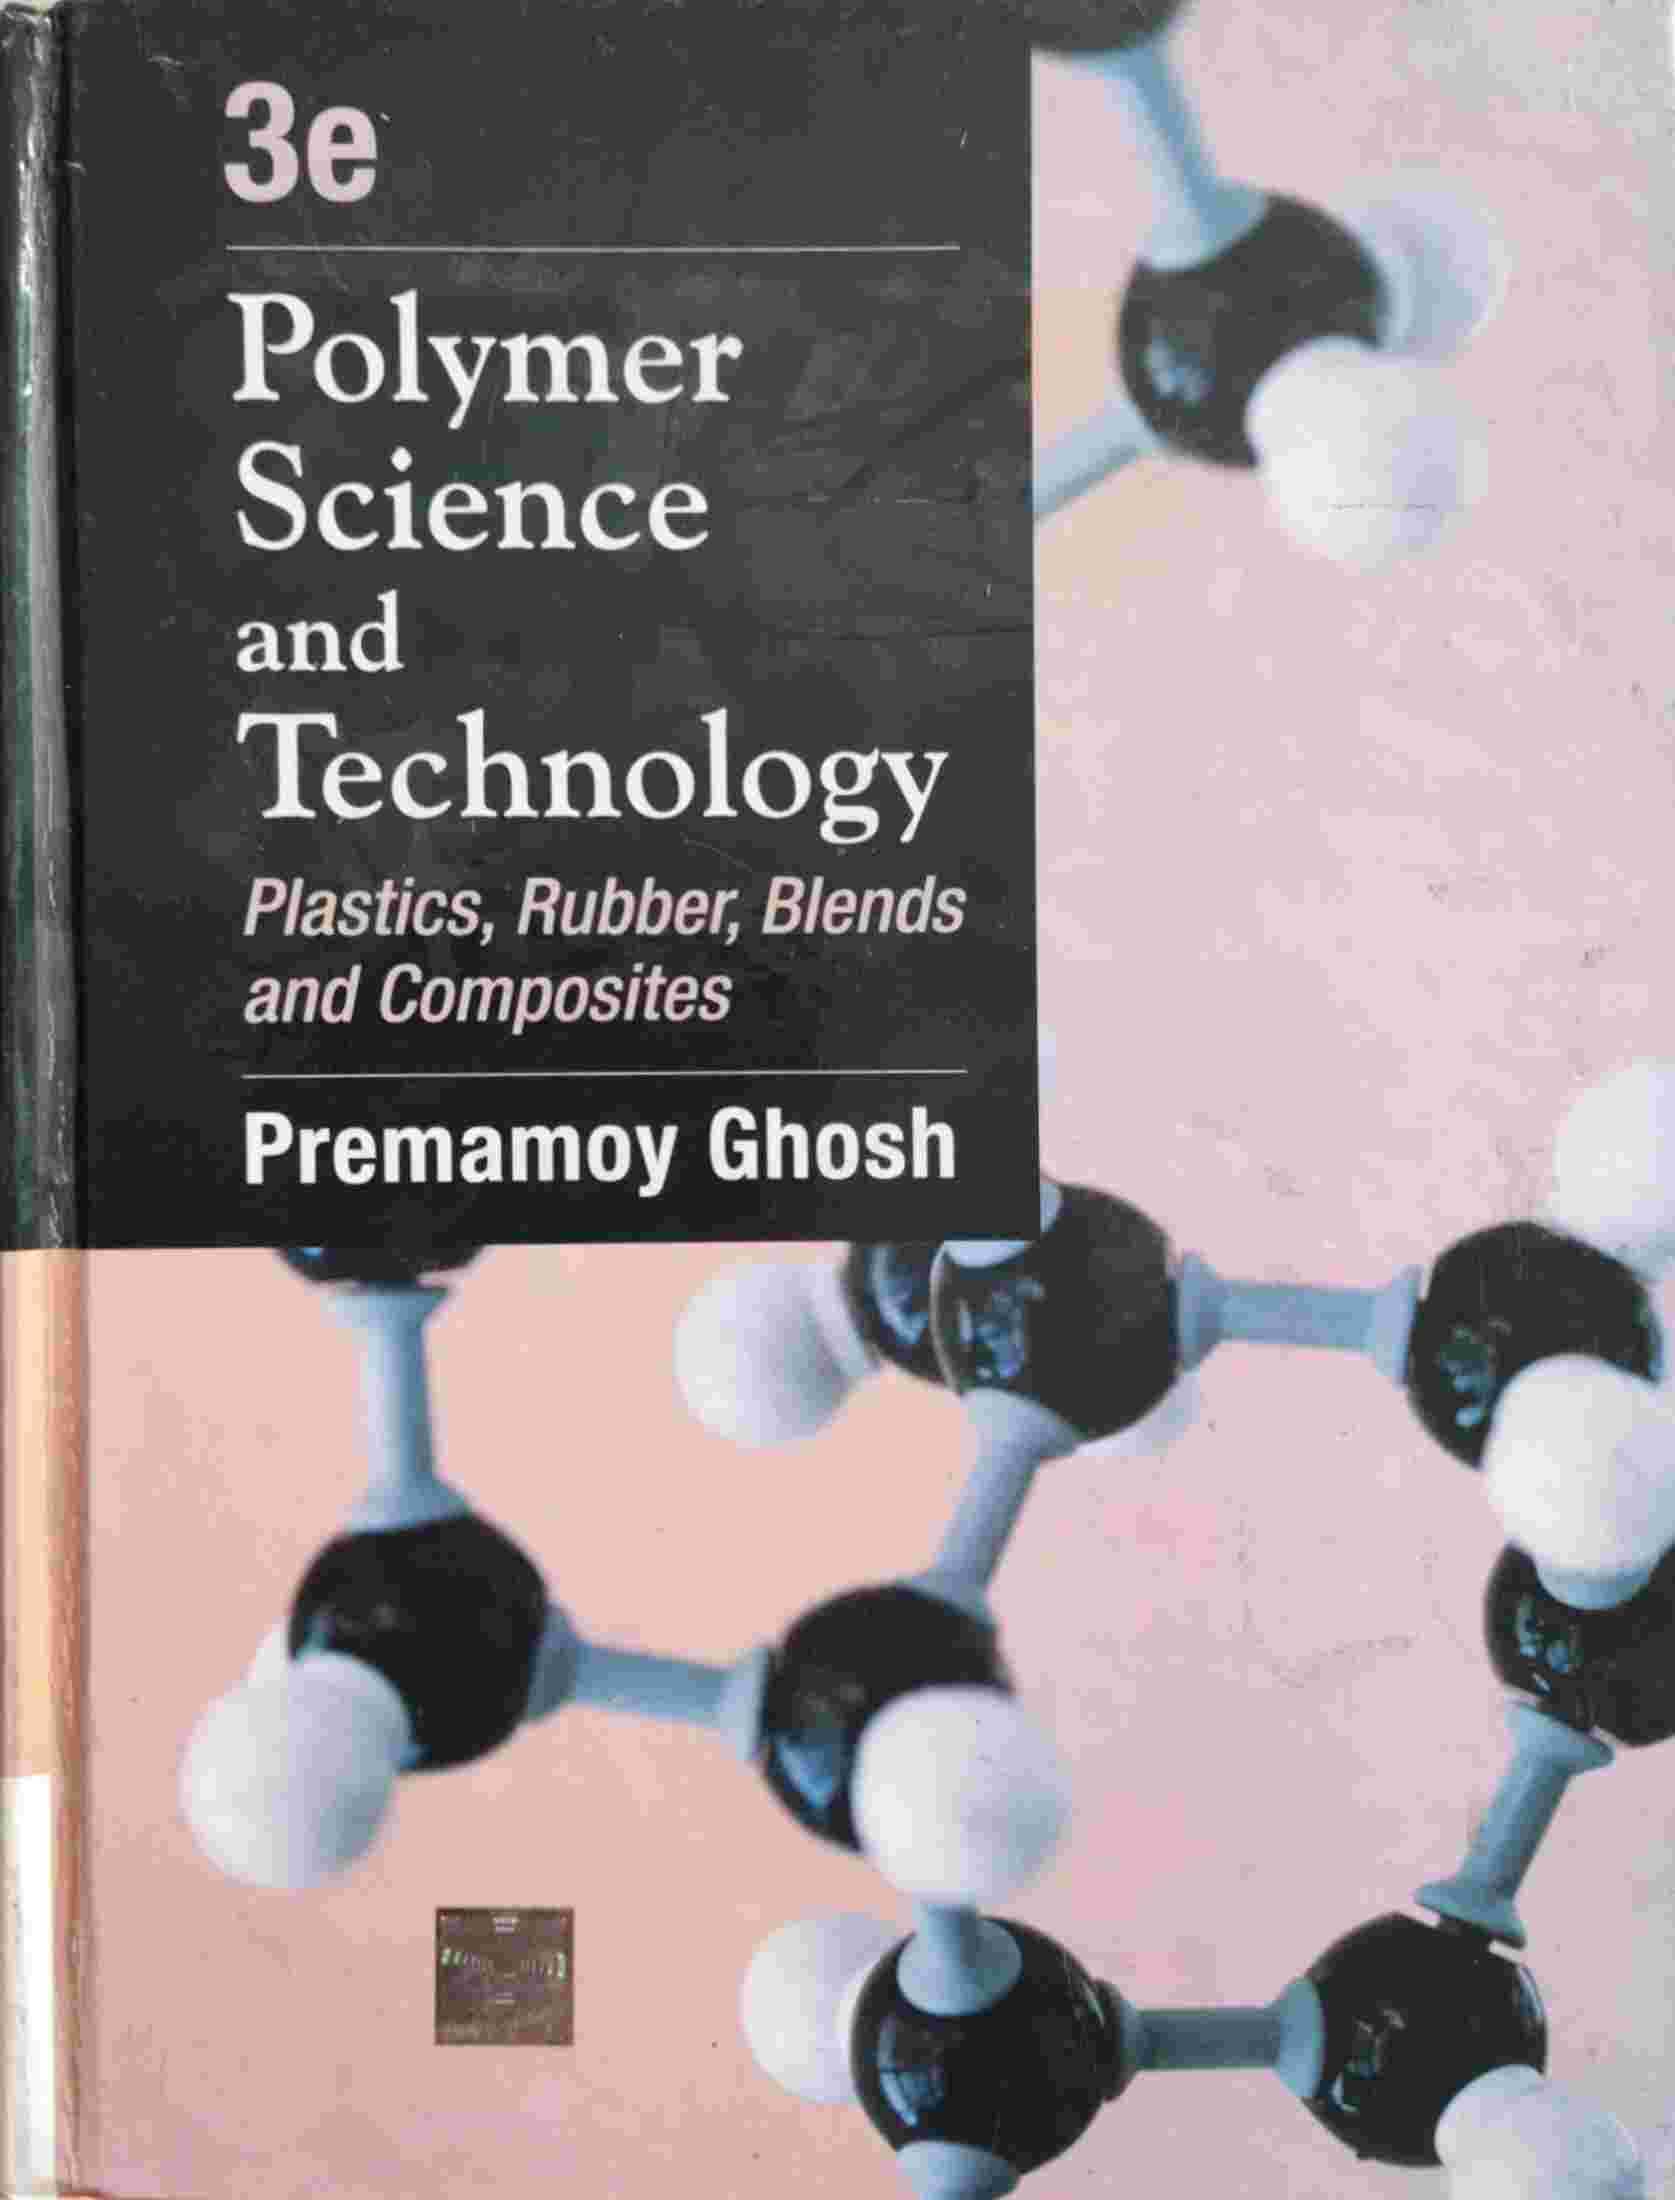 3e
Polymer
Science
and
Technology
Plastics, Rubber, Blends
and Composites
Premamoy Ghosh